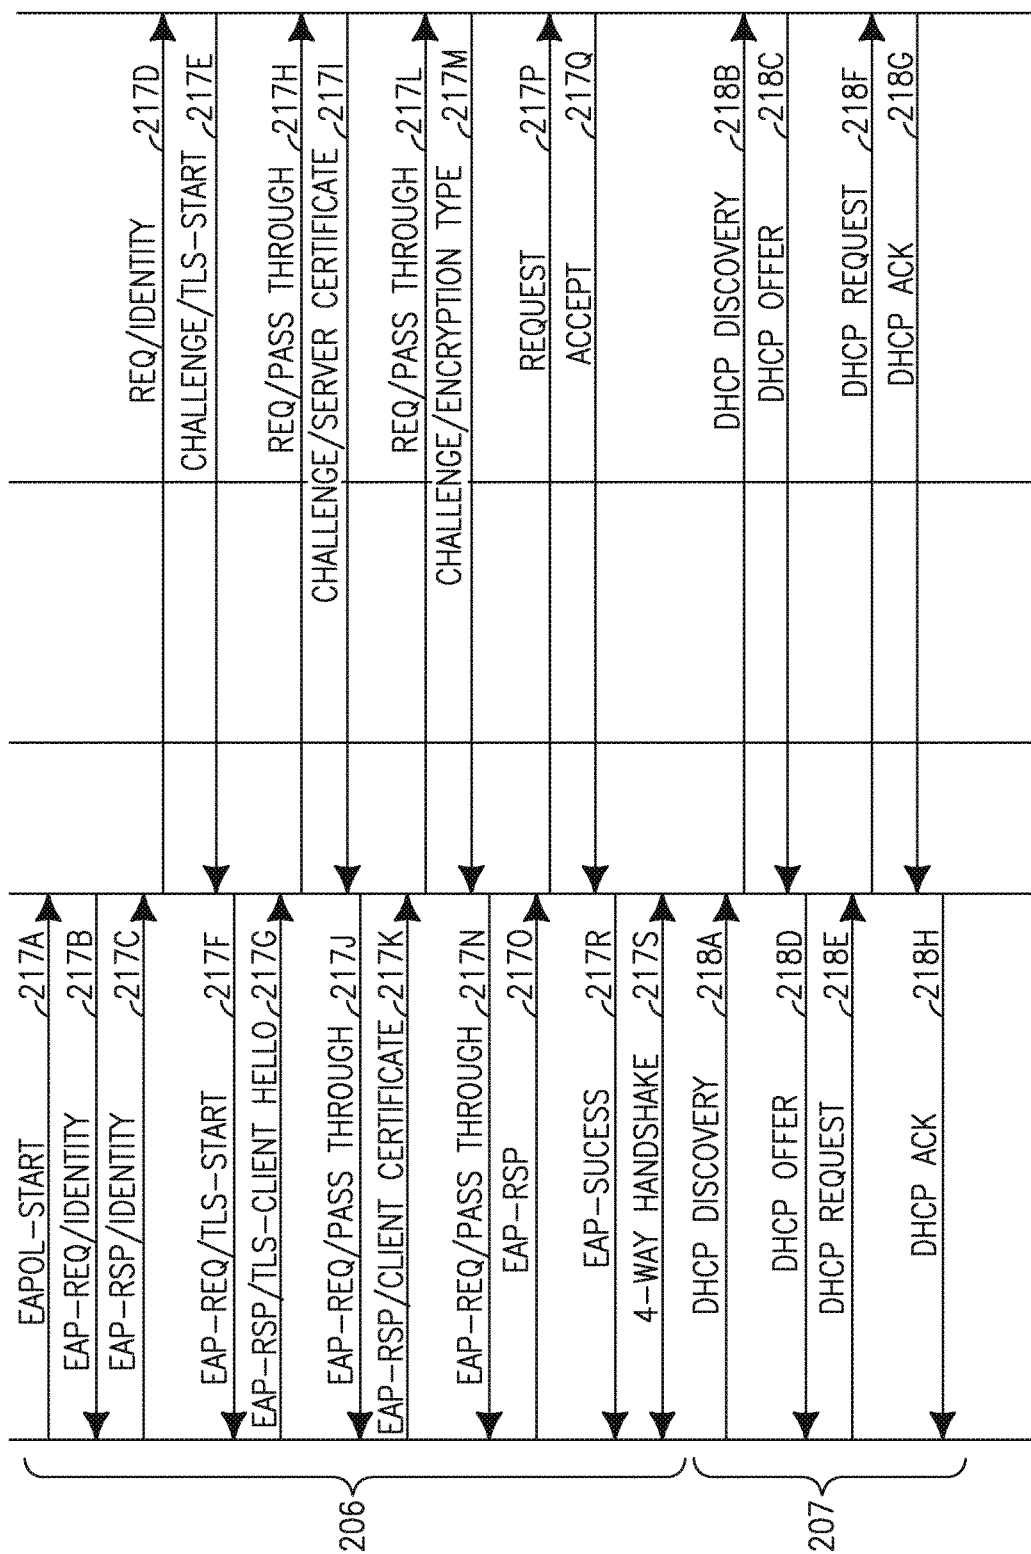 EAPOL-START 217A
EAP-REQ/IDENTITY 217B
EAP-RSP/IDENTITY 217C
REQ/IDENTITY 217D
CHALLENGE/TLS-START 217E
EAP-REQ/TLS-START 217F
EAP-RSP/TLS-CLIENT HELLO 217G
REQ/PASS THROUGH 217H
CHALLENGE/SERVER CERTIFICATE 217I
EAP-REQ/PASS THROUGH 217J
EAP-RSP/CLIENT CERTIFICATE 217K
REQ/PASS THROUGH 217L
CHALLENGE/ENCRYPTION TYPE 217M
EAP-REQ/PASS THROUGH 217N
EAP-RSP 217O
REQUEST 217P
ACCEPT 217Q
EAP-SUCESS 217R
4-WAY HANDSHAKE 217S
206
DHCP DISCOVERY 218A
DHCP DISCOVERY 218B
DHCP OFFER 218C
DHCP OFFER 218D
DHCP REQUEST 218E
DHCP REQUEST 218F
DHCP ACK 218G
DHCP ACK 218H
207